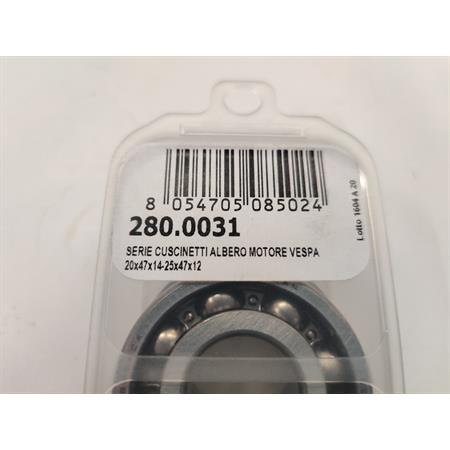 8 054705 085024
280.0031
SERIE CUSCINETTI ALBERO MOTORE VESPA
20x47x14-25x47x12
Lotto 1604 A 20